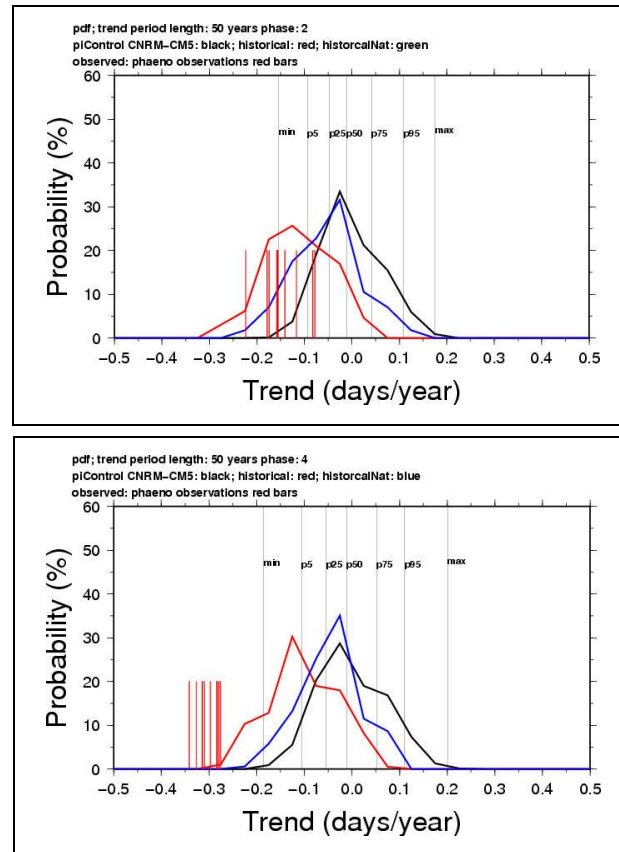 pdf; trend period length: 50 years phase: 2
piControl CNRM-CM5: black; historical: red; historcalNat: green
observed: phaeno observations red bars
60
50
40
30
20
10
0
Probability (%)
min p5 p25 p50 p75 p95 max
-0.5 -0.4 -0.3 -0.2 -0.1 0.0 0.1 0.2 0.3 0.4 0.5
Trend (days/year)
pdf; trend period length: 50 years phase: 4
piControl CNRM-CM5: black; historical: red; historcalNat: blue
observed: phaeno observations red bars
60
50
40
30
20
10
0
Probability (%)
min p5 p25 p50 p75 p95 max
-0.5 -0.4 -0.3 -0.2 -0.1 0.0 0.1 0.2 0.3 0.4 0.5
Trend (days/year)